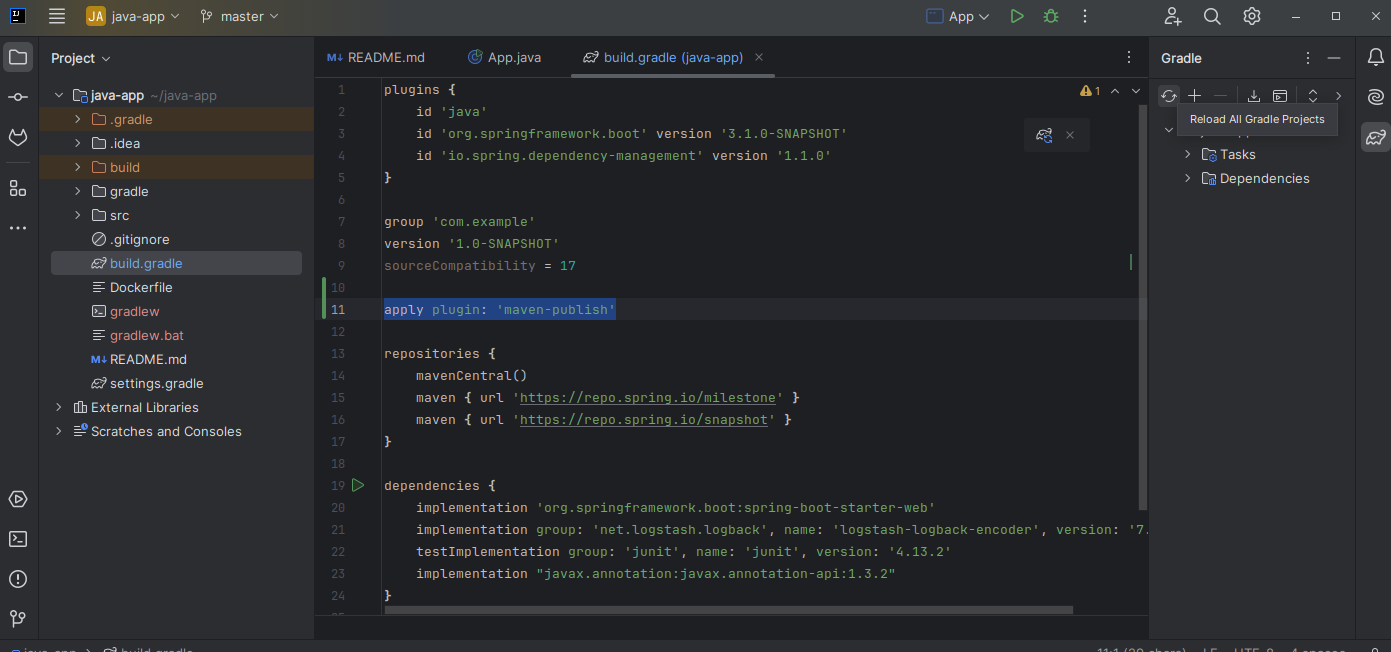 JA java-app master App
Project
java-app ~/java-app
.gradle
.idea
build
gradle
src
.gitignore
build.gradle
Dockerfile
gradlew
gradlew.bat
M↓ README.md
settings.gradle
External Libraries
Scratches and Consoles
M↓ README.md App.java build.gradle (java-app)
1 plugins {
2 id 'java'
3 id 'org.springframework.boot' version '3.1.0-SNAPSHOT'
4 id 'io.spring.dependency-management' version '1.1.0'
5 }
6
7 group 'com.example'
8 version '1.0-SNAPSHOT'
9 sourceCompatibility = 17
10
11 apply plugin: 'maven-publish'
12
13 repositories {
14 mavenCentral()
15 maven { url 'https://repo.spring.io/milestone' }
16 maven { url 'https://repo.spring.io/snapshot' }
17 }
18
19 dependencies {
20 implementation 'org.springframework.boot:spring-boot-starter-web'
21 implementation group: 'net.logstash.logback', name: 'logstash-logback-encoder', version: '7.
22 testImplementation group: 'junit', name: 'junit', version: '4.13.2'
23 implementation "javax.annotation:javax.annotation-api:1.3.2"
24 }
1
Gradle
Reload All Gradle Projects
Tasks
Dependencies